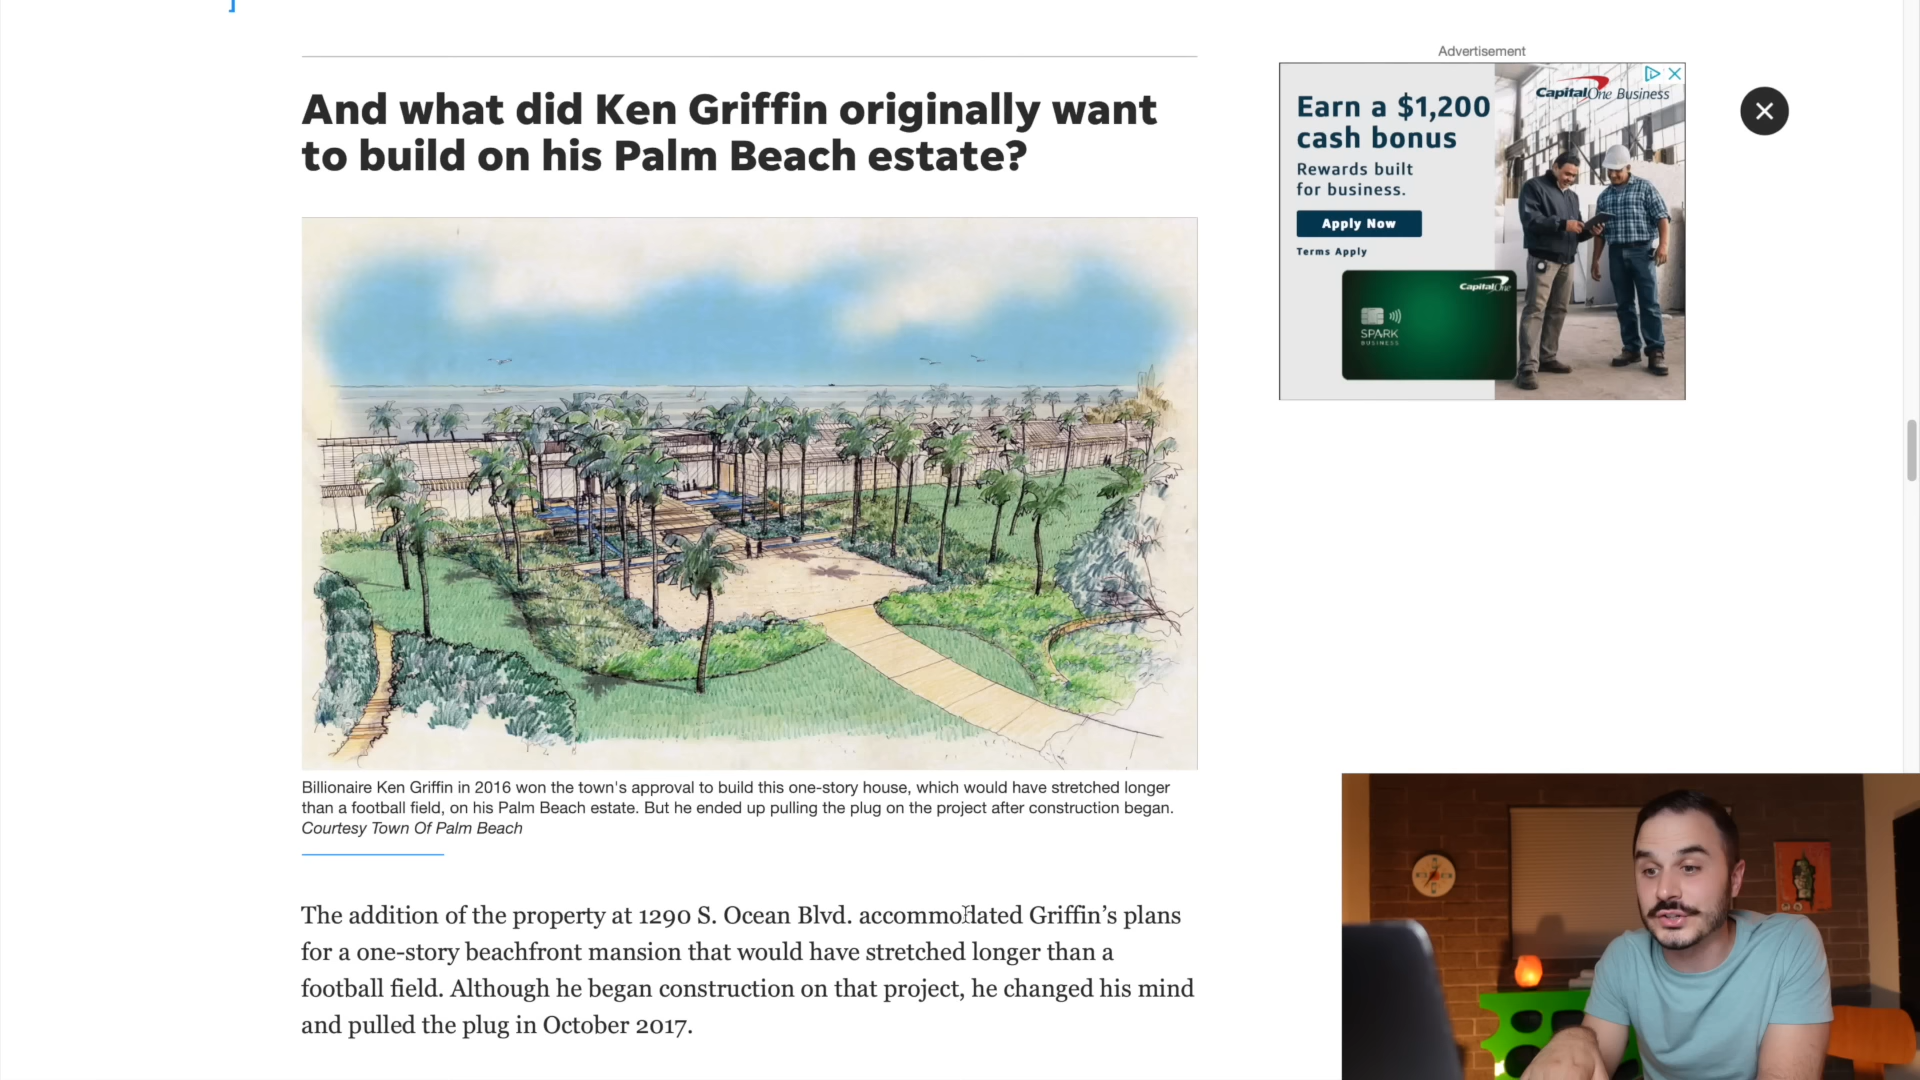 And what did Ken Griffin originally want
to build on his Palm Beach estate?
Billionaire Ken Griffin in 2016 won the town's approval to build this one-story house, which would have stretched longer
than a football field, on his Palm Beach estate. But he ended up pulling the plug on the project after construction began.
Courtesy Town Of Palm Beach
The addition of the property at 1290 S. Ocean Blvd. accommodated Griffin’s plans
for a one-story beachfront mansion that would have stretched longer than a
football field. Although he began construction on that project, he changed his mind
and pulled the plug in October 2017.
Advertisement
Earn a $1,200
cash bonus
Rewards built
for business.
Apply Now
Terms Apply
Capital One Business
Capital One
SPARK
BUSINESS